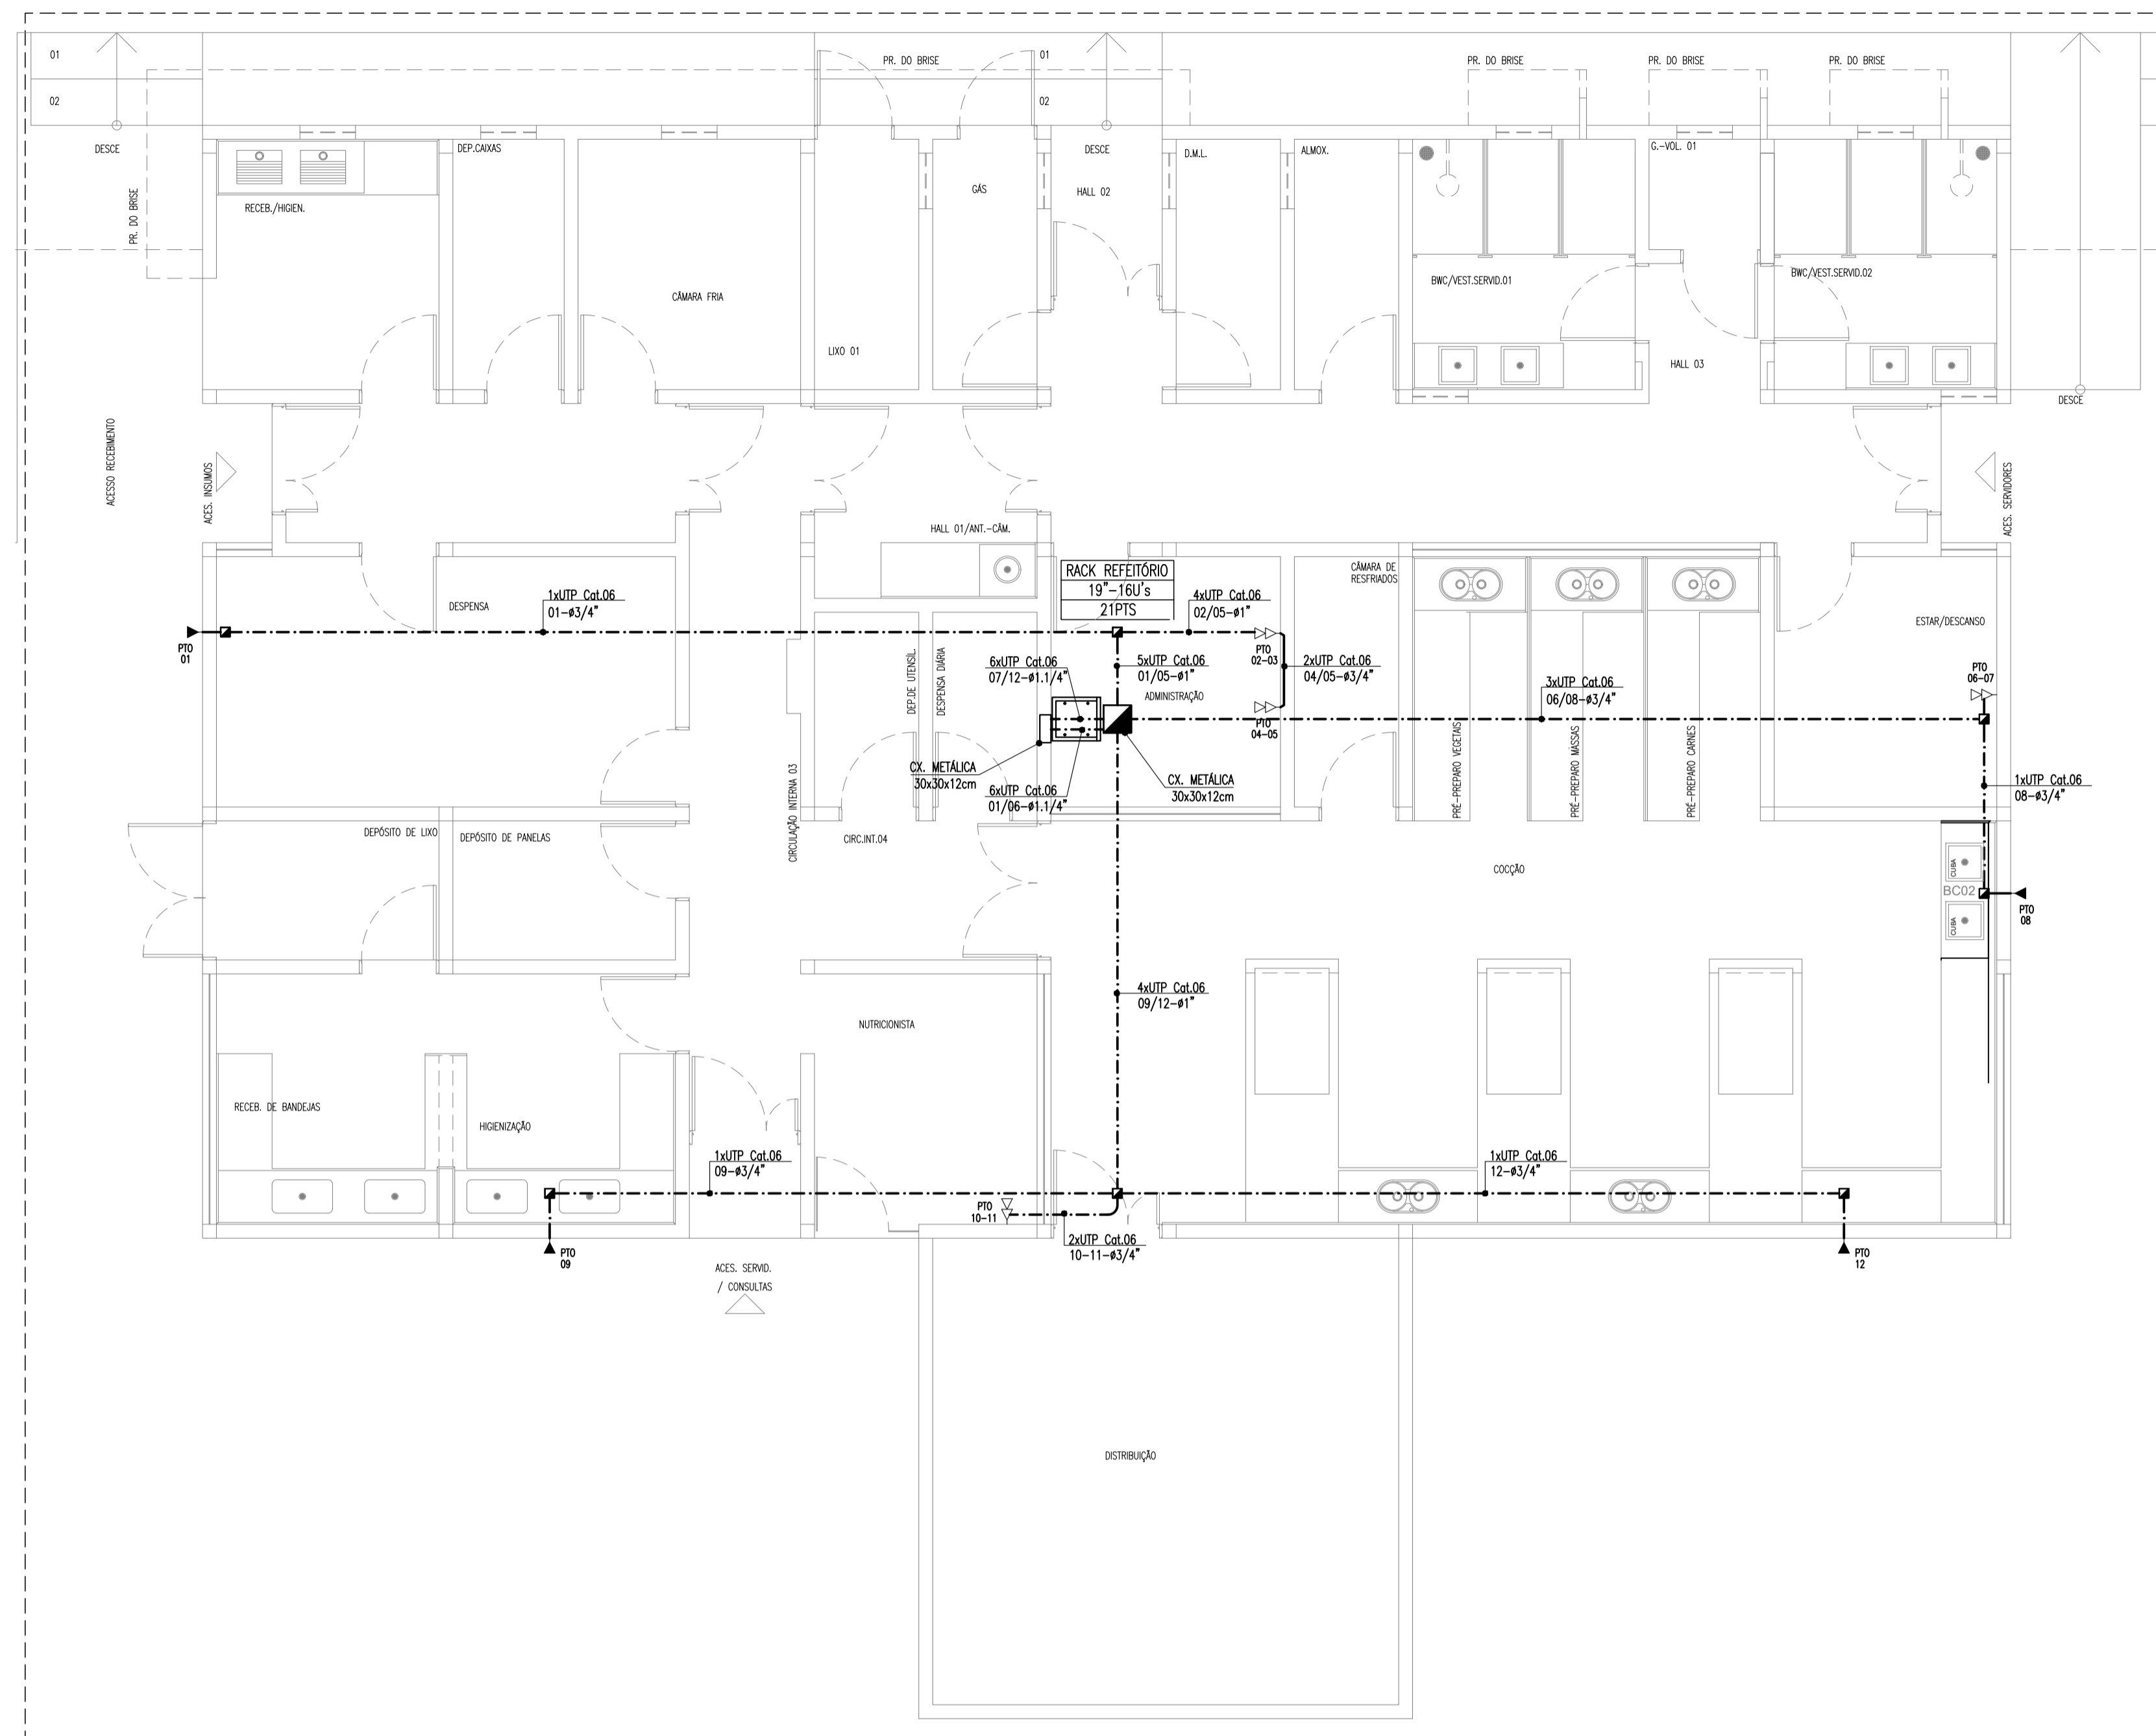 01
02
DESCE
PR. DO BRISE
PR. DO BRISE
01
02
DESCE
PR. DO BRISE
PR. DO BRISE
PR. DO BRISE
RECEB./HIGIEN.
DEP.CAIXAS
CÂMARA FRIA
LIXO 01
GÁS
HALL 02
D.M.L.
ALMOX.
BWC/VEST.SERVID.01
G.-VOL. 01
BWC/VEST.SERVID.02
HALL 03
DESCE
ACESSO RECEBIMENTO
ACES. INSUMOS
HALL 01/ANT.-CÂM.
ACES. SERVIDORES
RACK REFEITÓRIO
19"-16U's
21PTS
CÂMARA DE
RESFRIADOS
DESPENSA
1xUTP Cat.06
01-ø3/4"
4xUTP Cat.06
02/05-ø1"
PTO
01
PTO
02-03
ESTAR/DESCANSO
DEP.DE UTENSÍL.
DESPENSA DIÁRIA
6xUTP Cat.06
07/12-ø1.1/4"
5xUTP Cat.06
01/05-ø1"
ADMINISTRAÇÃO
2xUTP Cat.06
04/05-ø3/4"
3xUTP Cat.06
06/08-ø3/4"
PTO
06-07
PTO
04-05
CX. METÁLICA
30x30x12cm
6xUTP Cat.06
01/06-ø1.1/4"
CX. METÁLICA
30x30x12cm
PRÉ-PREPARO VEGETAIS
PRÉ-PREPARO MASSAS
PRÉ-PREPARO CARNES
1xUTP Cat.06
08-ø3/4"
DEPÓSITO DE LIXO
DEPÓSITO DE PANELAS
CIRCULAÇÃO INTERNA 03
CIRC.INT.04
COCÇÃO
CUBA
BC02
CUBA
PTO
08
4xUTP Cat.06
09/12-ø1"
NUTRICIONISTA
RECEB. DE BANDEJAS
HIGIENIZAÇÃO
1xUTP Cat.06
09-ø3/4"
1xUTP Cat.06
12-ø3/4"
PTO
10-11
2xUTP Cat.06
10-11-ø3/4"
PTO
09
PTO
12
ACES. SERVID.
/ CONSULTAS
DISTRIBUIÇÃO